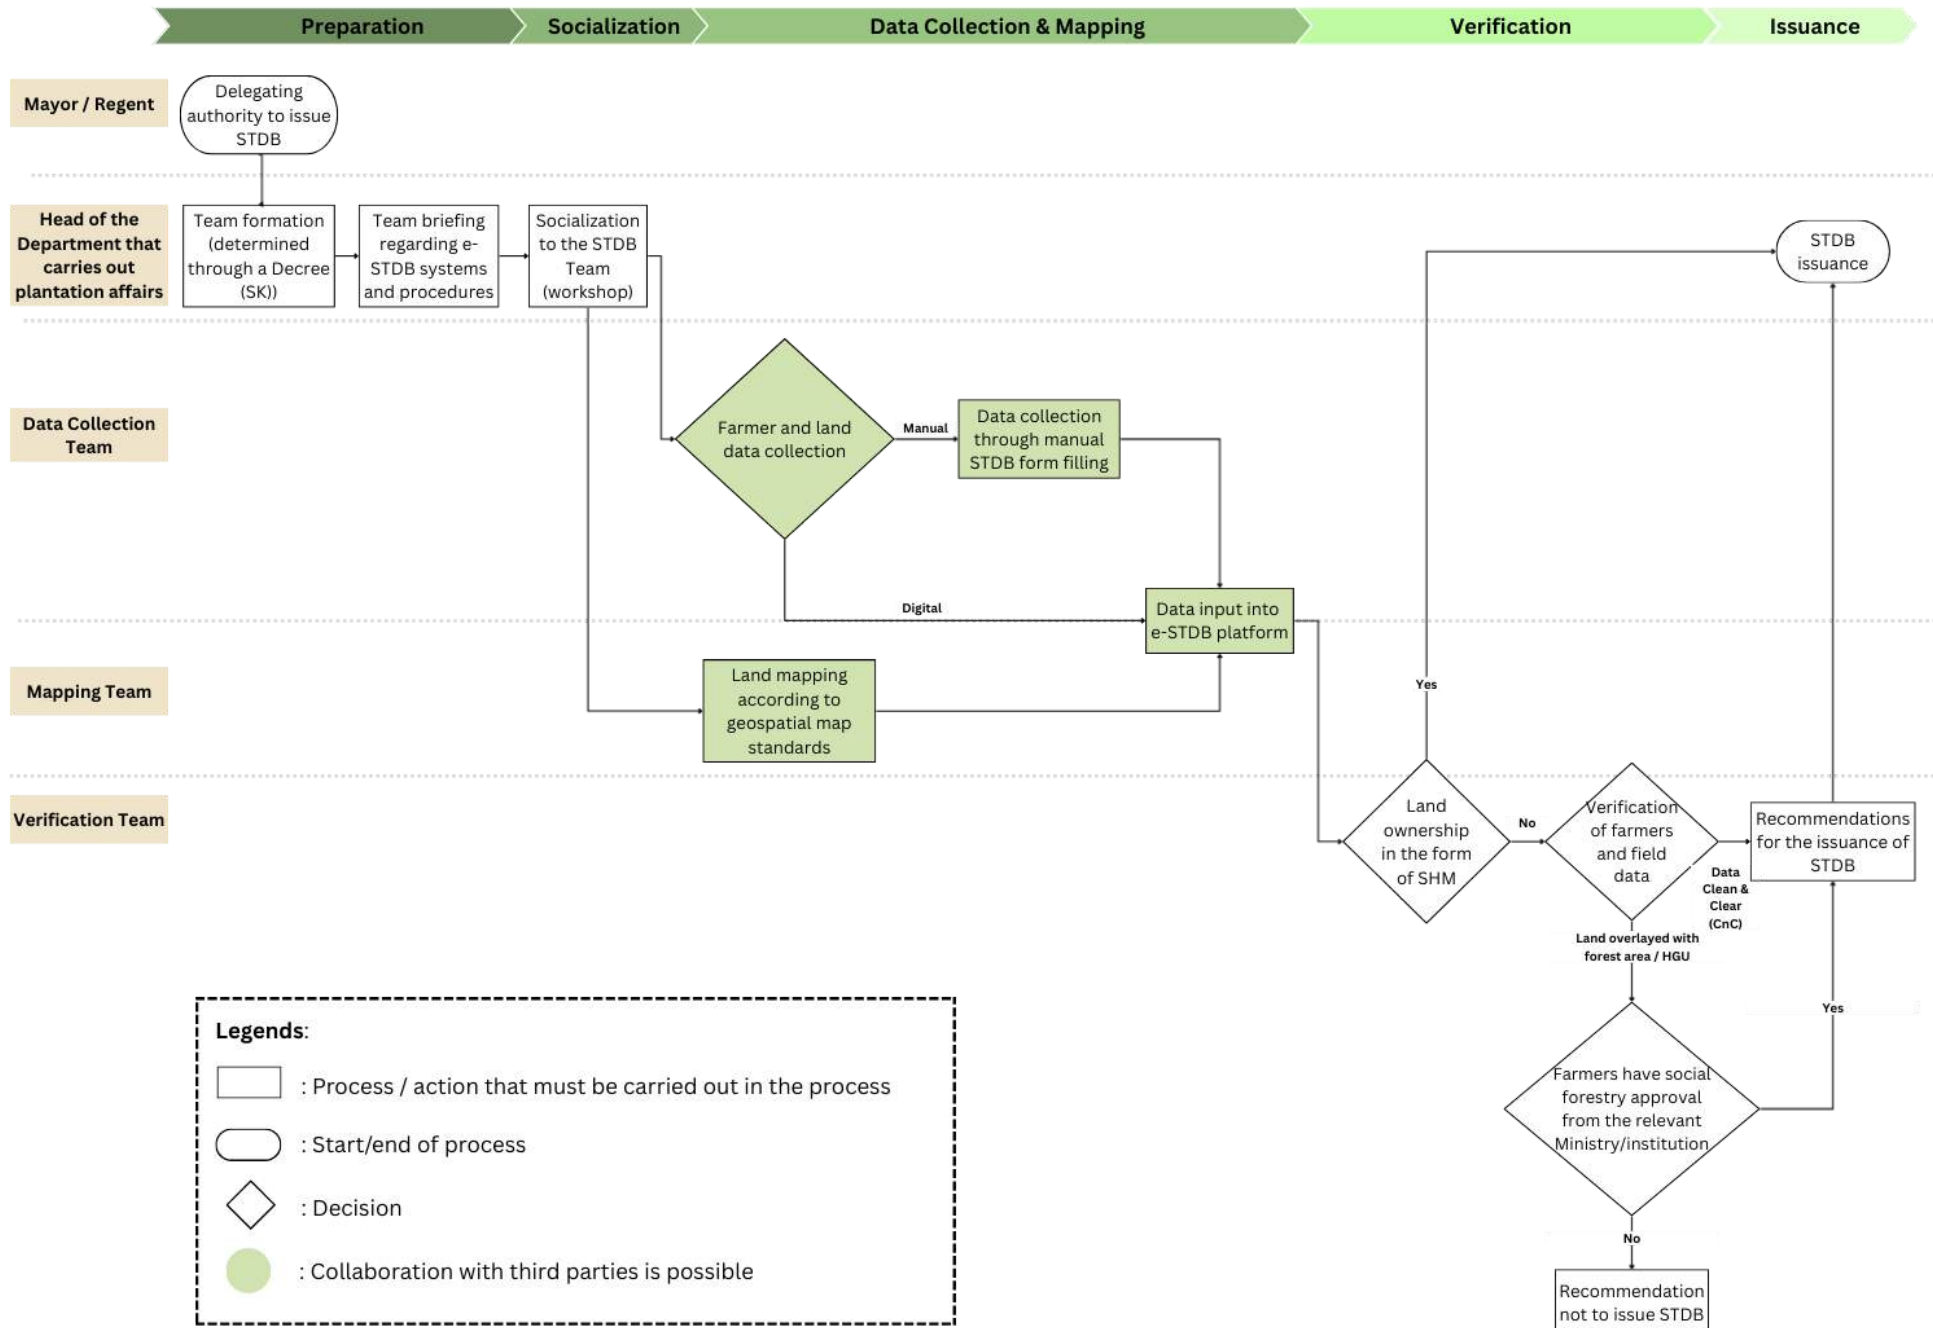 Preparation
Socialization
Data Collection & Mapping
Verification
Issuance
Mayor / Regent
Delegating
authority to issue
STDB
Head of the
Department that
carries out
plantation affairs
Team formation
(determined
through a Decree
(SK))
Team briefing
regarding e-
STDB systems
and procedures
Socialization
to the STDB
Team
(workshop)
STDB
issuance
Data Collection
Team
Farmer and land
data collection
Manual
Data collection
through manual
STDB form filling
Digital
Data input into
e-STDB platform
Mapping Team
Land mapping
according to
geospatial map
standards
Yes
Verification Team
Land
ownership
in the form
of SHM
No
Verification
of farmers
and field
data
Data
Clean &
Clear
(CnC)
Recommendations
for the issuance of
STDB
Land overlayed with
forest area / HGU
Yes
Farmers have social
forestry approval
from the relevant
Ministry/institution
No
Recommendation
not to issue STDB
Legends:
: Process / action that must be carried out in the process
: Start/end of process
: Decision
: Collaboration with third parties is possible